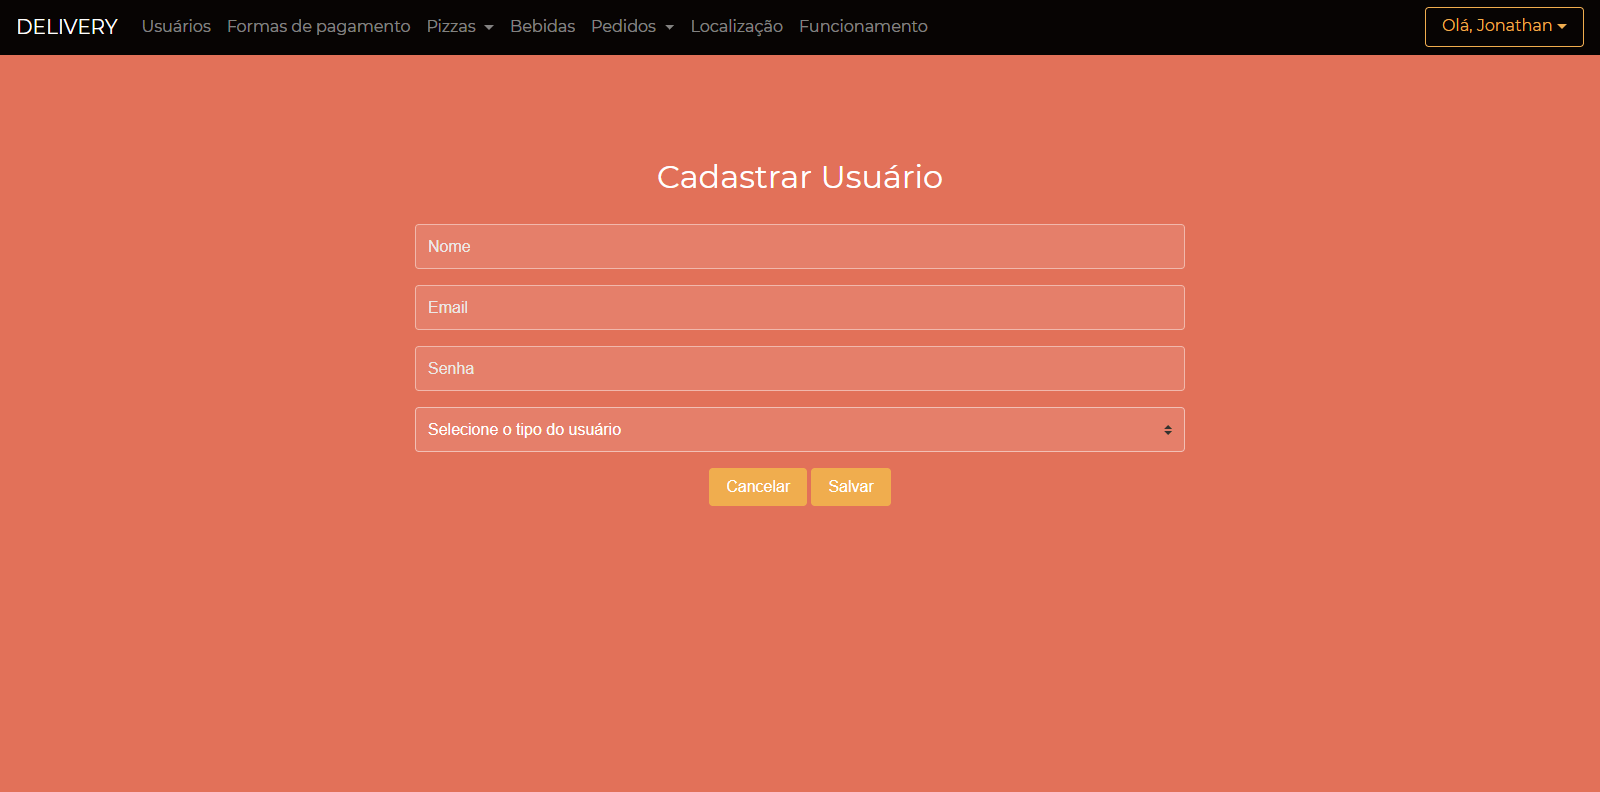 DELIVERY Usuários Formas de pagamento Pizzas Bebidas Pedidos Localização Funcionamento Olá, Jonathan
Cadastrar Usuário
Nome
Email
Senha
Selecione o tipo do usuário
Cancelar Salvar